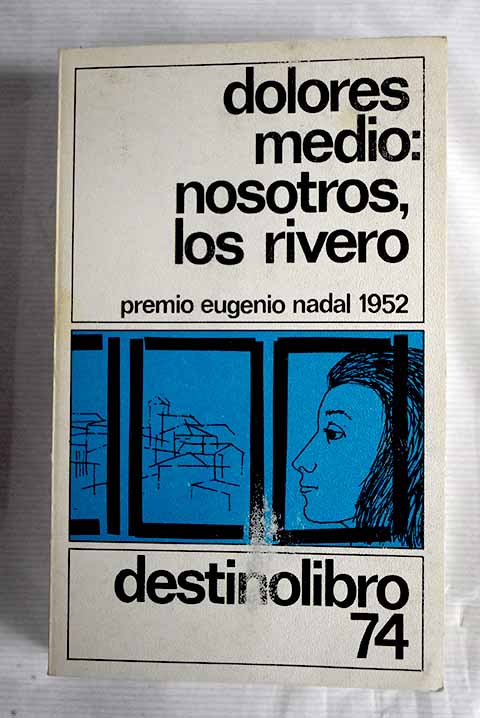 dolores
medio:
nosotros,
los rivero
premio eugenio nadal 1952
destinolibro
74